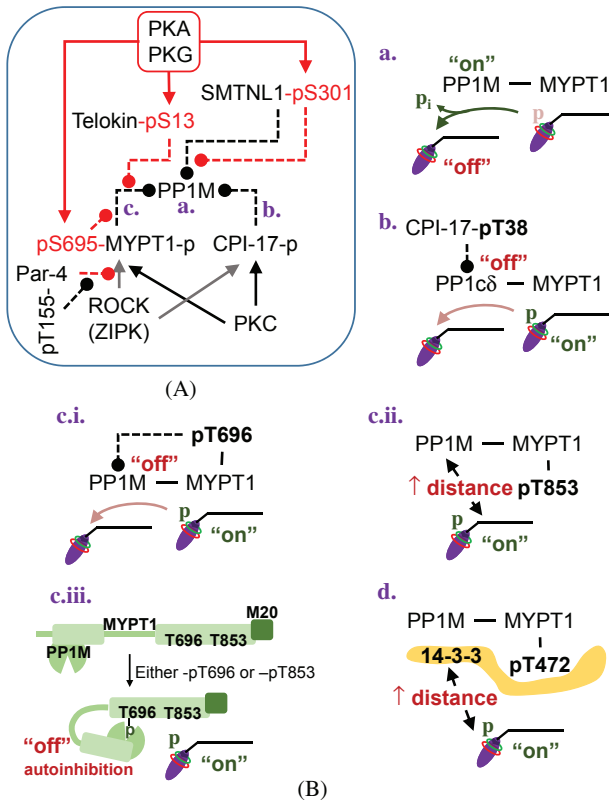 PKA
PKG
SMTNL1-pS301
Telokin-pS13
PP1M
c.
a.
b.
pS695-MYPT1-p
CPI-17-p
Par-4
pT155-
ROCK
(ZIPK)
PKC
(A)
a.
"on"
PP1M — MYPT1
pi
p
"off"
b.
CPI-17-pT38
"off"
PP1cδ — MYPT1
p
"on"
c.i.
pT696
"off"
PP1M — MYPT1
p
"on"
c.ii.
PP1M — MYPT1
↑ distance pT853
p
"on"
c.iii.
M20
MYPT1
T696 T853
PP1M
Either -pT696 or –pT853
T696 T853
p
"off"
autoinhibition
p
"on"
d.
PP1M — MYPT1
14-3-3
pT472
↑ distance
p
"on"
(B)